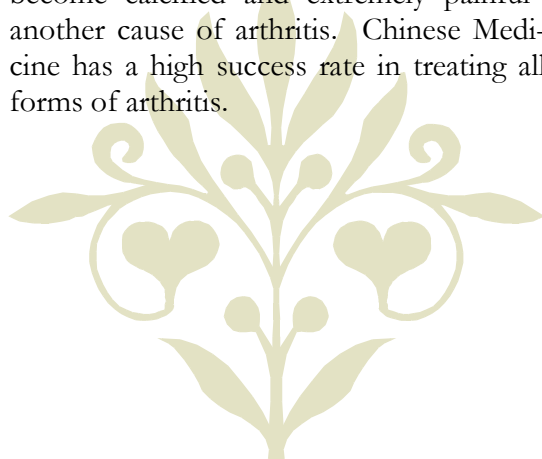 become calcified and extremely painful
another cause of arthritis. Chinese Medi-
cine has a high success rate in treating all
forms of arthritis.